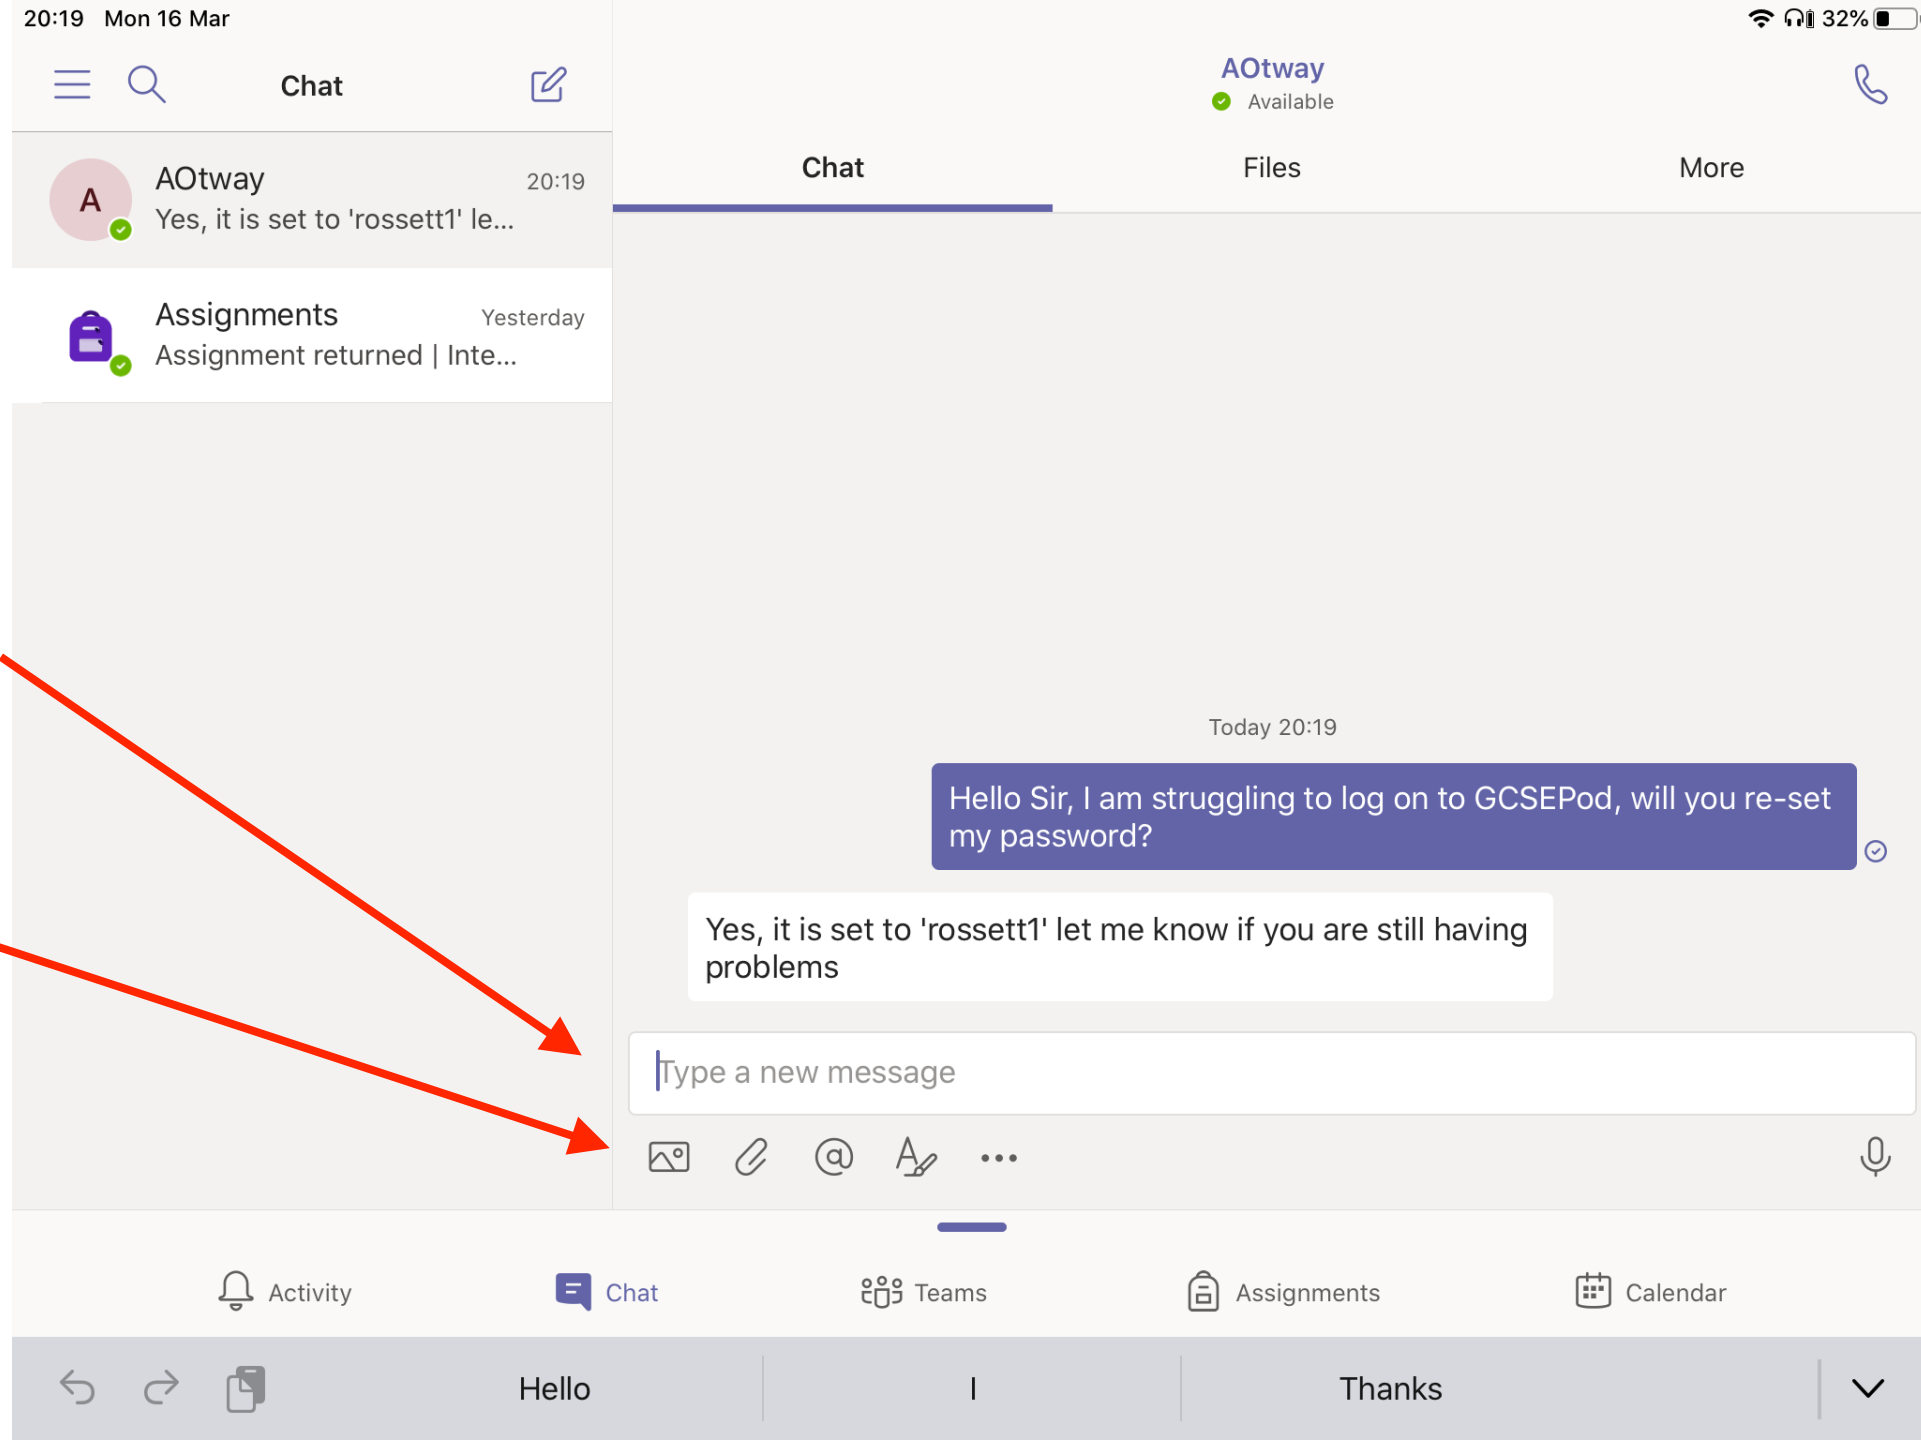 20:19 Mon 16 Mar
32%
Chat
AOtway
20:19
Yes, it is set to 'rossett1' le...
Assignments
Yesterday
Assignment returned | Inte...
A
AOtway
Available
Chat
Files
More
Today 20:19
Hello Sir, I am struggling to log on to GCSEPod, will you re-set
my password?
Yes, it is set to 'rossett1' let me know if you are still having
problems
Type a new message
Activity
Chat
Teams
Assignments
Calendar
Hello
I
Thanks